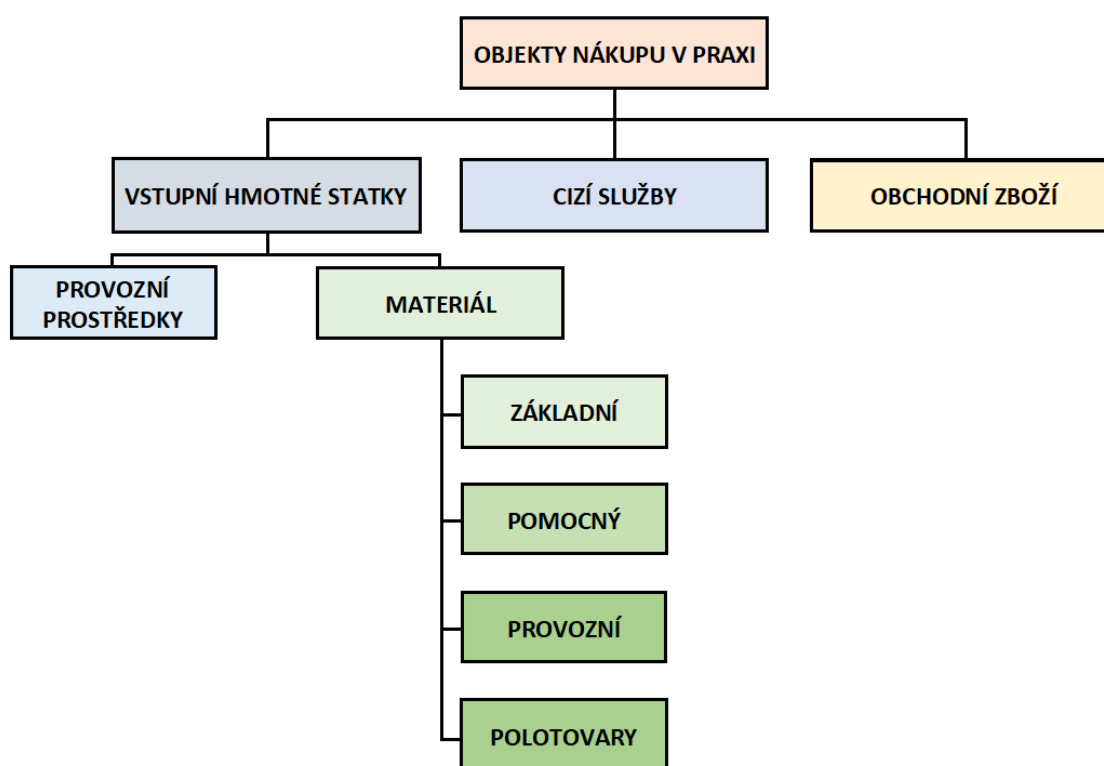 OBJEKTY NÁKUPU V PRAXI
VSTUPNÍ HMOTNÉ STATKY
CIZÍ SLUŽBY
OBCHODNÍ ZBOŽÍ
PROVOZNÍ
PROSTŘEDKY
MATERIÁL
ZÁKLADNÍ
POMOCNÝ
PROVOZNÍ
POLOTOVARY